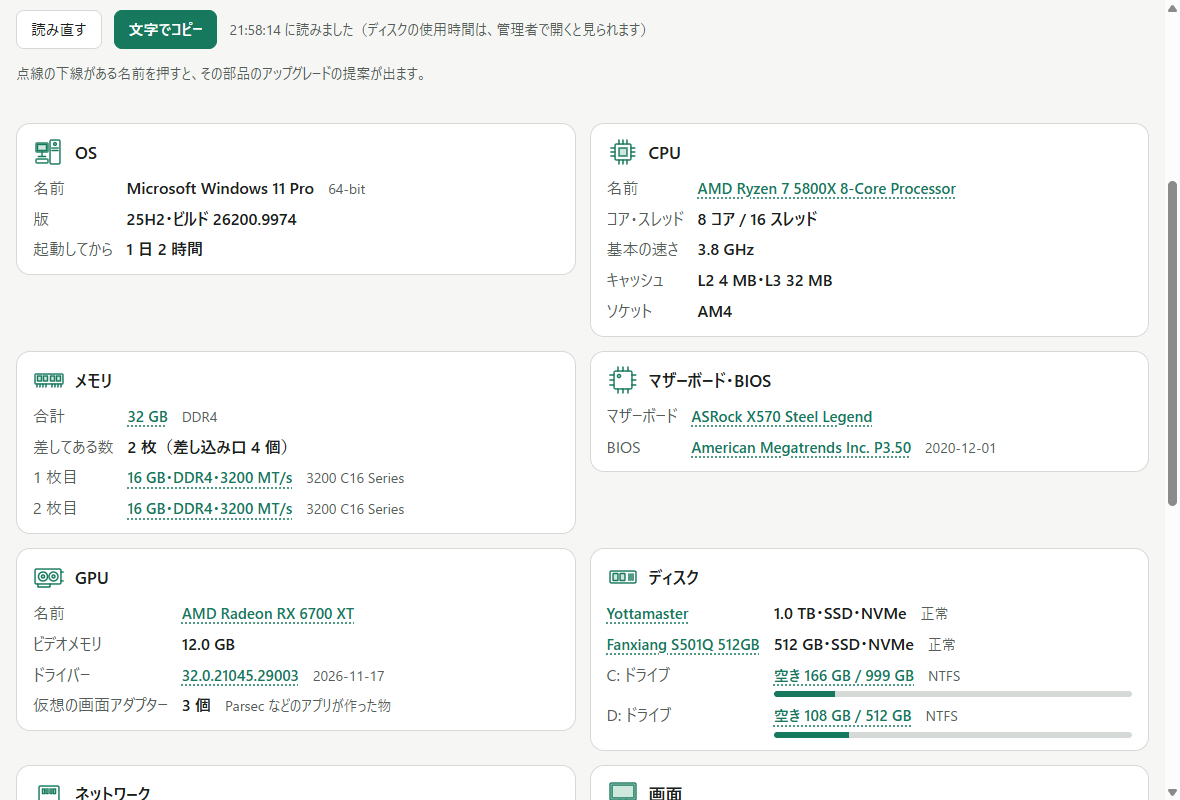 読み直す 文字でコピー 21:58:14 に読みました（ディスクの使用時間は、管理者で開くと見られます）
点線の下線がある名前を押すと、その部品のアップグレードの提案が出ます。
OS
名前 Microsoft Windows 11 Pro 64-bit
版 25H2・ビルド 26200.9974
起動してから 1 日 2 時間
CPU
名前 AMD Ryzen 7 5800X 8-Core Processor
コア・スレッド 8 コア / 16 スレッド
基本の速さ 3.8 GHz
キャッシュ L2 4 MB・L3 32 MB
ソケット AM4
メモリ
合計 32 GB DDR4
差してある数 2 枚（差し込み口 4 個）
1 枚目 16 GB・DDR4・3200 MT/s 3200 C16 Series
2 枚目 16 GB・DDR4・3200 MT/s 3200 C16 Series
マザーボード・BIOS
マザーボード ASRock X570 Steel Legend
BIOS American Megatrends Inc. P3.50 2020-12-01
GPU
名前 AMD Radeon RX 6700 XT
ビデオメモリ 12.0 GB
ドライバー 32.0.21045.29003 2026-11-17
仮想の画面アダプター 3 個 Parsec などのアプリが作った物
ディスク
Yottamaster 1.0 TB・SSD・NVMe 正常
Fanxiang S501Q 512GB 512 GB・SSD・NVMe 正常
C: ドライブ 空き 166 GB / 999 GB NTFS
D: ドライブ 空き 108 GB / 512 GB NTFS
ネットワーク
画面